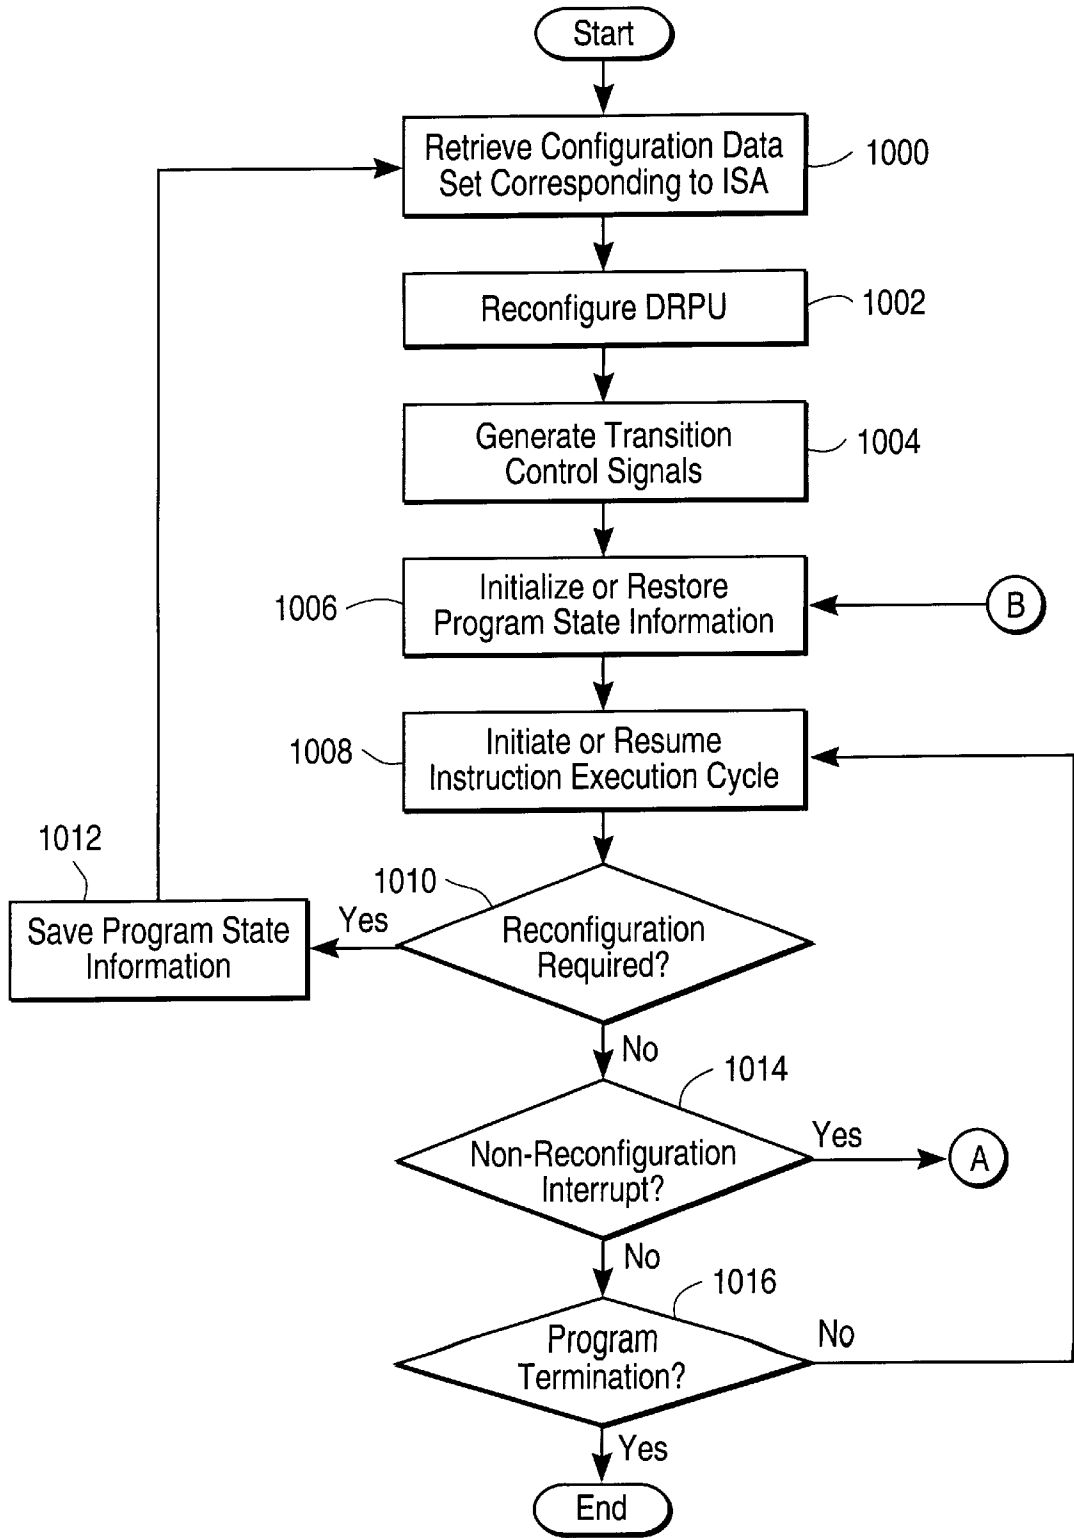 Start
Retrieve Configuration Data
Set Corresponding to ISA
1000
Reconfigure DRPU
1002
Generate Transition
Control Signals
1004
Initialize or Restore
Program State Information
1006
B
Initiate or Resume
Instruction Execution Cycle
1008
1012
Save Program State
Information
Yes
1010
Reconfiguration
Required?
No
1014
Non-Reconfiguration
Interrupt?
Yes
A
No
1016
Program
Termination?
No
Yes
End